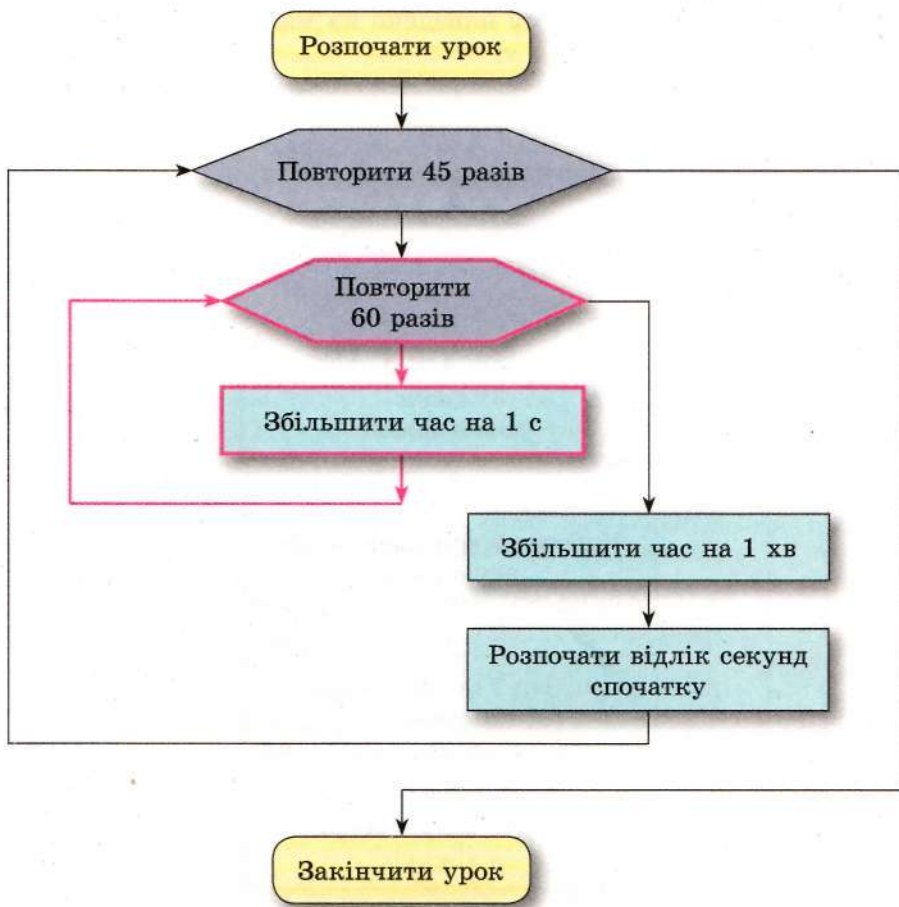 Розпочати урок
Повторити 45 разів
Повторити
60 разів
Збільшити час на 1 с
Збільшити час на 1 хв
Розпочати відлік секунд
спочатку
Закінчити урок